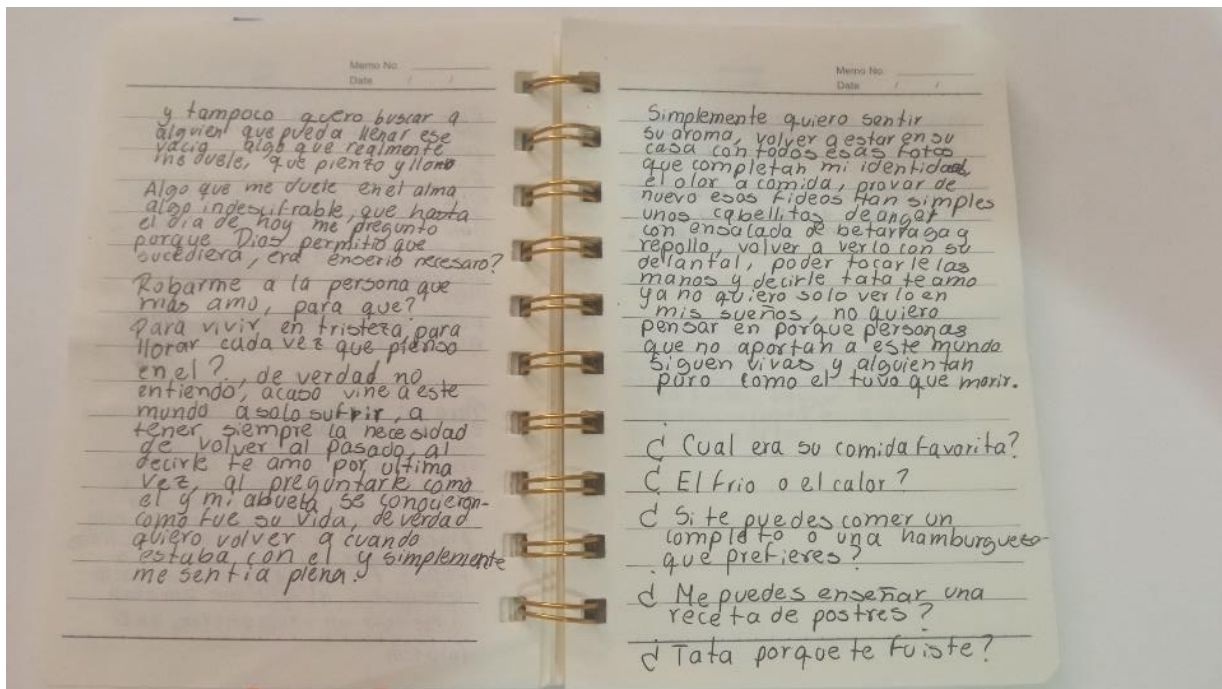 Memo No.
Date / /
y tampoco quero buscar a
alguien que pueda llenar ese
vacio algo que realmente
me duele, que pienzo y lloro
Algo que me duele en el alma
algo indescifrable, que hasta
el dia de hoy me pregunto
porque Dios permitio que
sucediera, era enserio necesaro?
Robarme a la persona que
más amo, para que?
Para vivir en tristeza, para
llorar cada vez que pienso
en el?, de verdad no
entiendo, acaso vine a este
mundo a solo sufrir, a
tener siempre la necesidad
de volver al pasado, al
decirle te amo por ultima
vez, al preguntarle como
el y mi abuela se conocieron-
como fue su vida, de verdad
quiero volver a cuando
estaba con el y simplemente
me sentia plena.
Memo No.
Date / /
Simplemente quiero sentir
su aroma, volver a estar en su
casa con todos esas fotos
que completan mi identidad,
el olor a comida, provar de
nuevo esos fideos tan simples
unos cabellitos de angel
con ensalada de betarraga y
repollo, volver a verlo con su
delantal, poder tocarle las
manos y decirle tata te amo
ya no quiero solo verlo en
mis sueños, no quiero
pensar en porque personas
que no aportan a este mundo
siguen vivas y alguien tan
puro como el tuvo que morir.
¿ Cual era su comida favorita?
¿ El frio o el calor?
¿ Si te puedes comer un
completo o una hamburguesa
que prefieres?
¿ Me puedes enseñar una
receta de postres?
¿ Tata porque te fuiste?